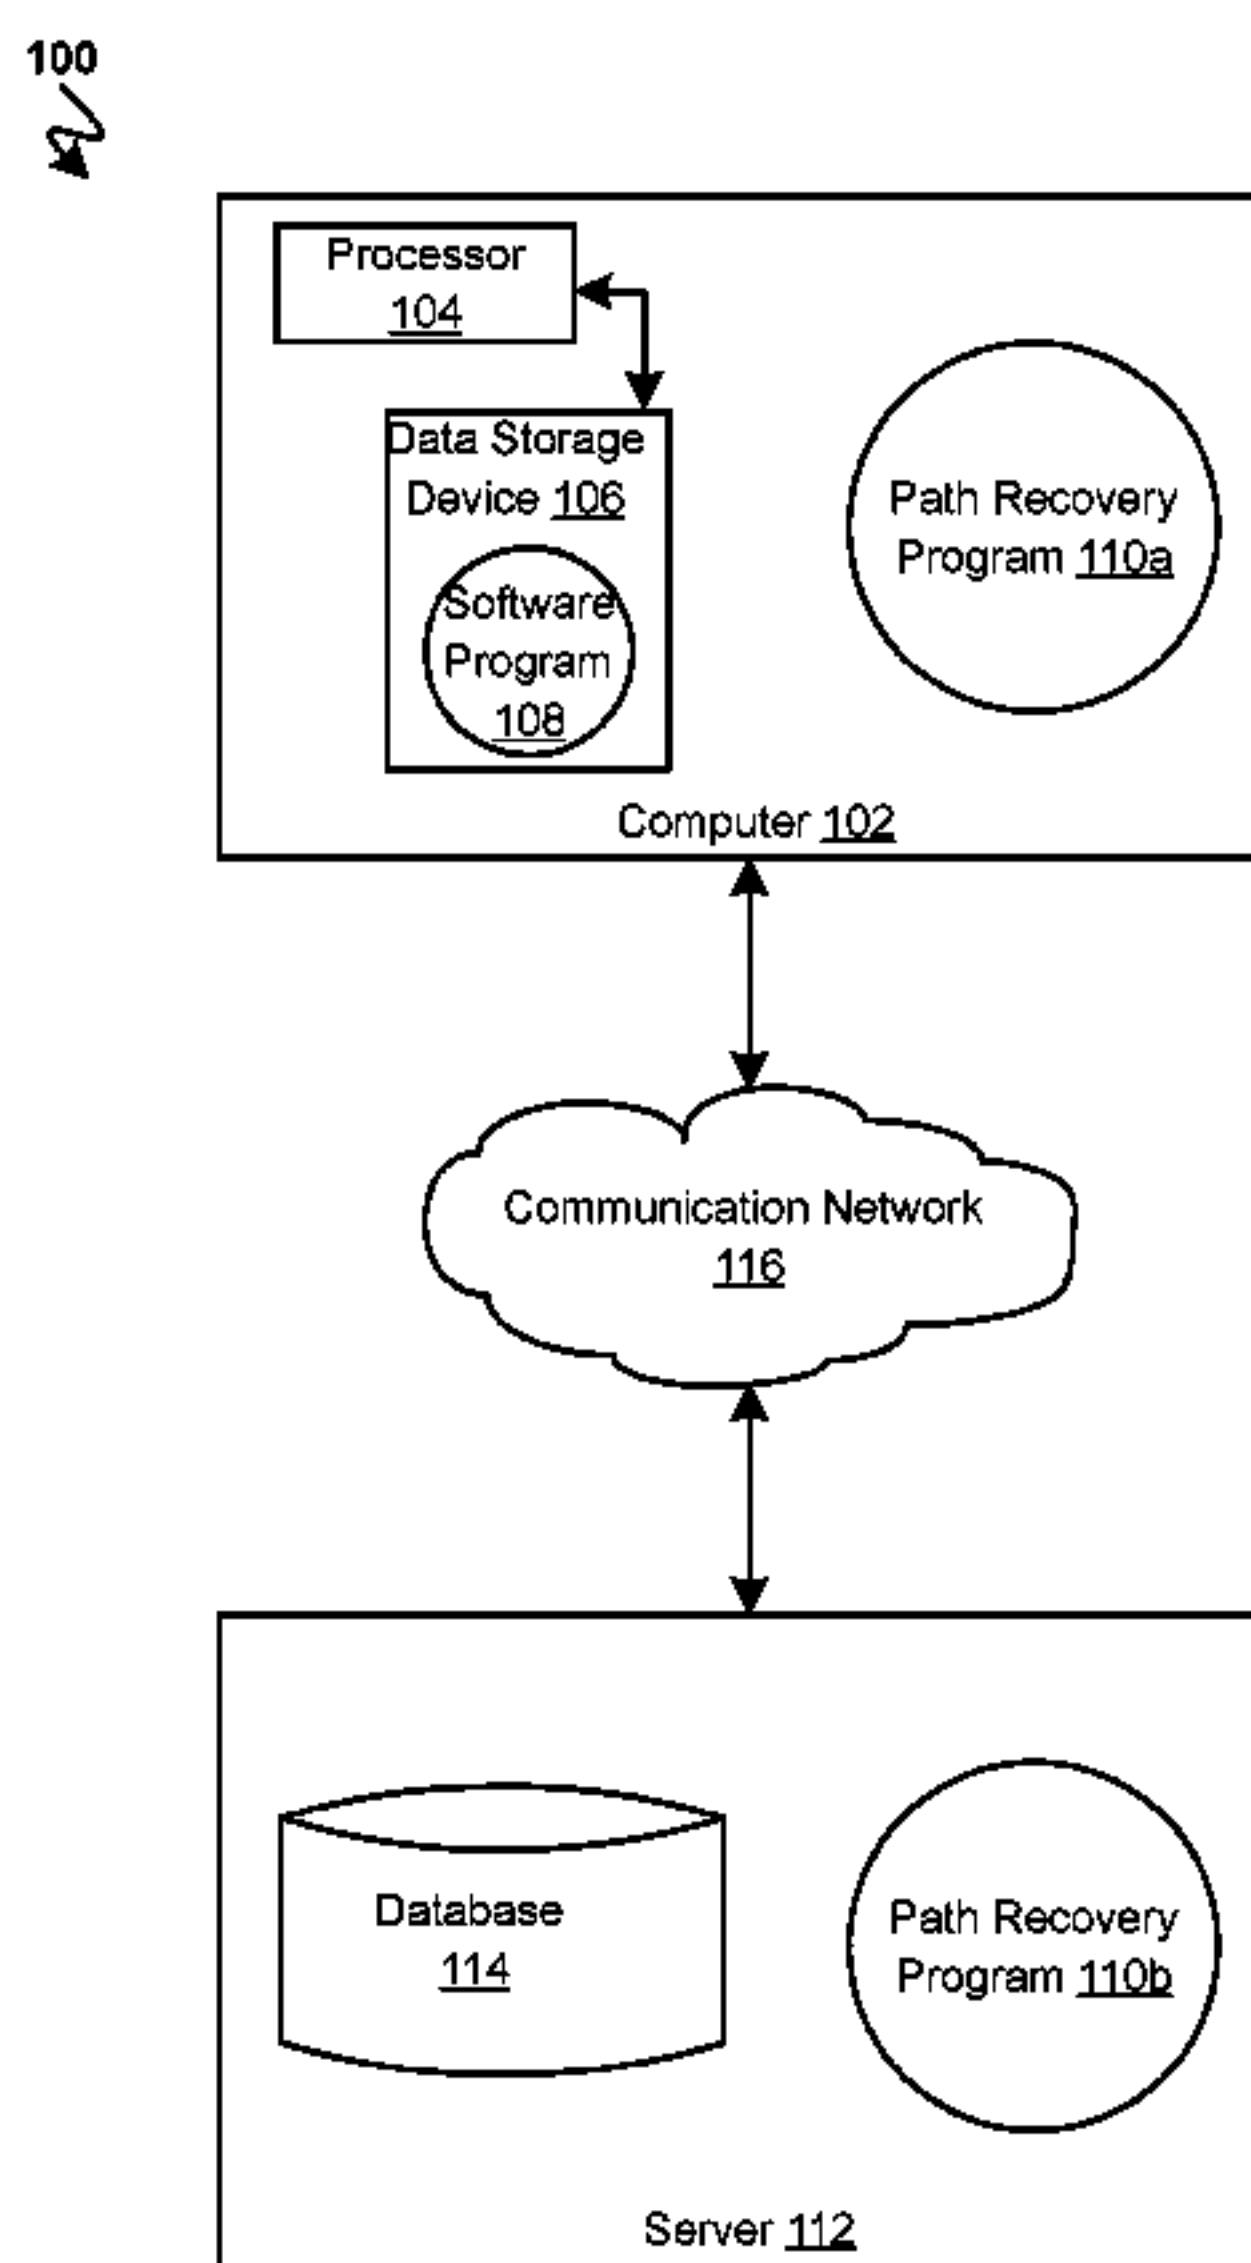 100
Processor
104
Data Storage
Device 106
Software
Program
108
Path Recovery
Program 110a
Computer 102
Communication Network
116
Database
114
Path Recovery
Program 110b
Server 112